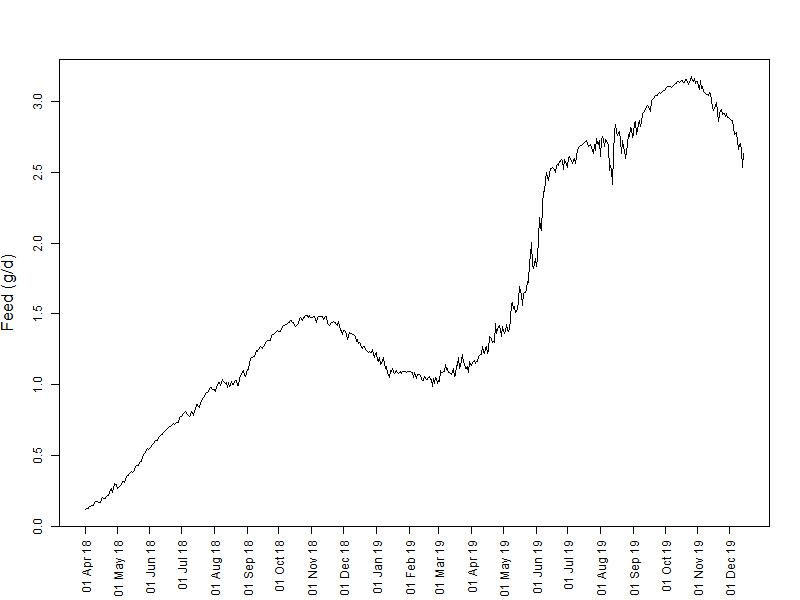 Feed (g/d)
3.0
2.5
2.0
1.5
1.0
0.5
0.0
01 Apr 18
01 May 18
01 Jun 18
01 Jul 18
01 Aug 18
01 Sep 18
01 Oct 18
01 Nov 18
01 Dec 18
01 Jan 19
01 Feb 19
01 Mar 19
01 Apr 19
01 May 19
01 Jun 19
01 Jul 19
01 Aug 19
01 Sep 19
01 Oct 19
01 Nov 19
01 Dec 19